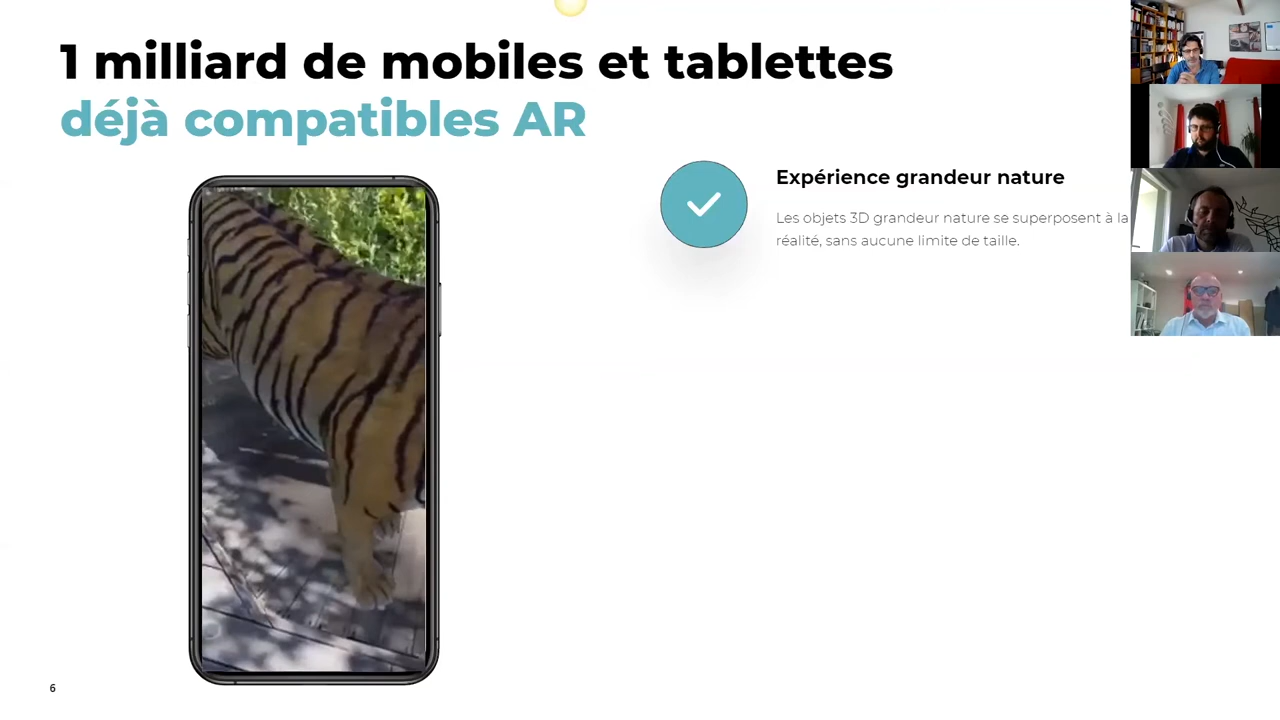 1 milliard de mobiles et tablettes
déjà compatibles AR
Expérience grandeur nature
Les objets 3D grandeur nature se superposent à la
réalité, sans aucune limite de taille.
6